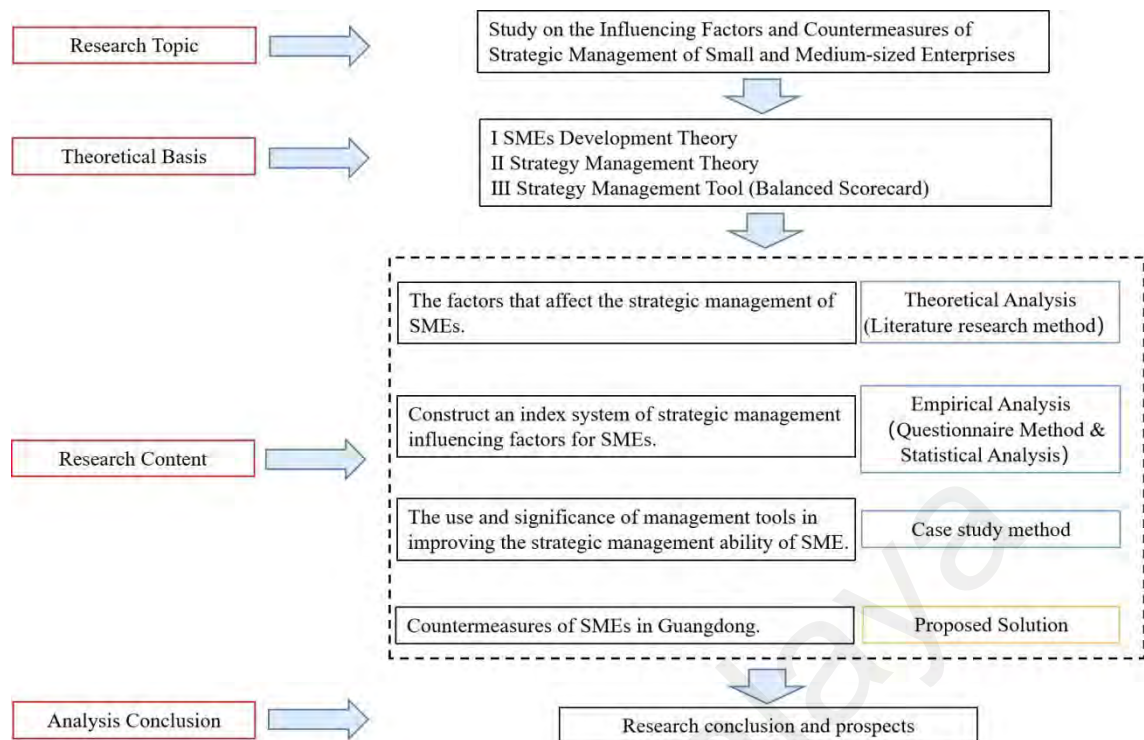 Research Topic
Study on the Influencing Factors and Countermeasures of
Strategic Management of Small and Medium-sized Enterprises
Theoretical Basis
I SMEs Development Theory
II Strategy Management Theory
III Strategy Management Tool (Balanced Scorecard)
Research Content
The factors that affect the strategic management of
SMEs.
Theoretical Analysis
(Literature research method)
Construct an index system of strategic management
influencing factors for SMEs.
Empirical Analysis
(Questionnaire Method &
Statistical Analysis)
The use and significance of management tools in
improving the strategic management ability of SME.
Case study method
Countermeasures of SMEs in Guangdong.
Proposed Solution
Analysis Conclusion
Research conclusion and prospects
laya